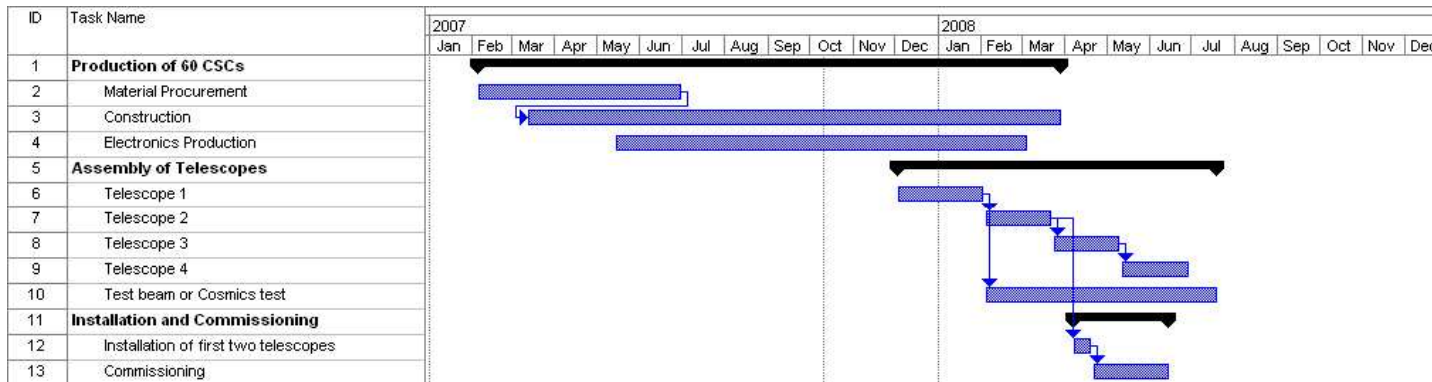 ID Task Name 2007 2008
Jan Feb Mar Apr May Jun Jul Aug Sep Oct Nov Dec Jan Feb Mar Apr May Jun Jul Aug Sep Oct Nov Dec
1 Production of 60 CSCs
2 Material Procurement
3 Construction
4 Electronics Production
5 Assembly of Telescopes
6 Telescope 1
7 Telescope 2
8 Telescope 3
9 Telescope 4
10 Test beam or Cosmics test
11 Installation and Commissioning
12 Installation of first two telescopes
13 Commissioning